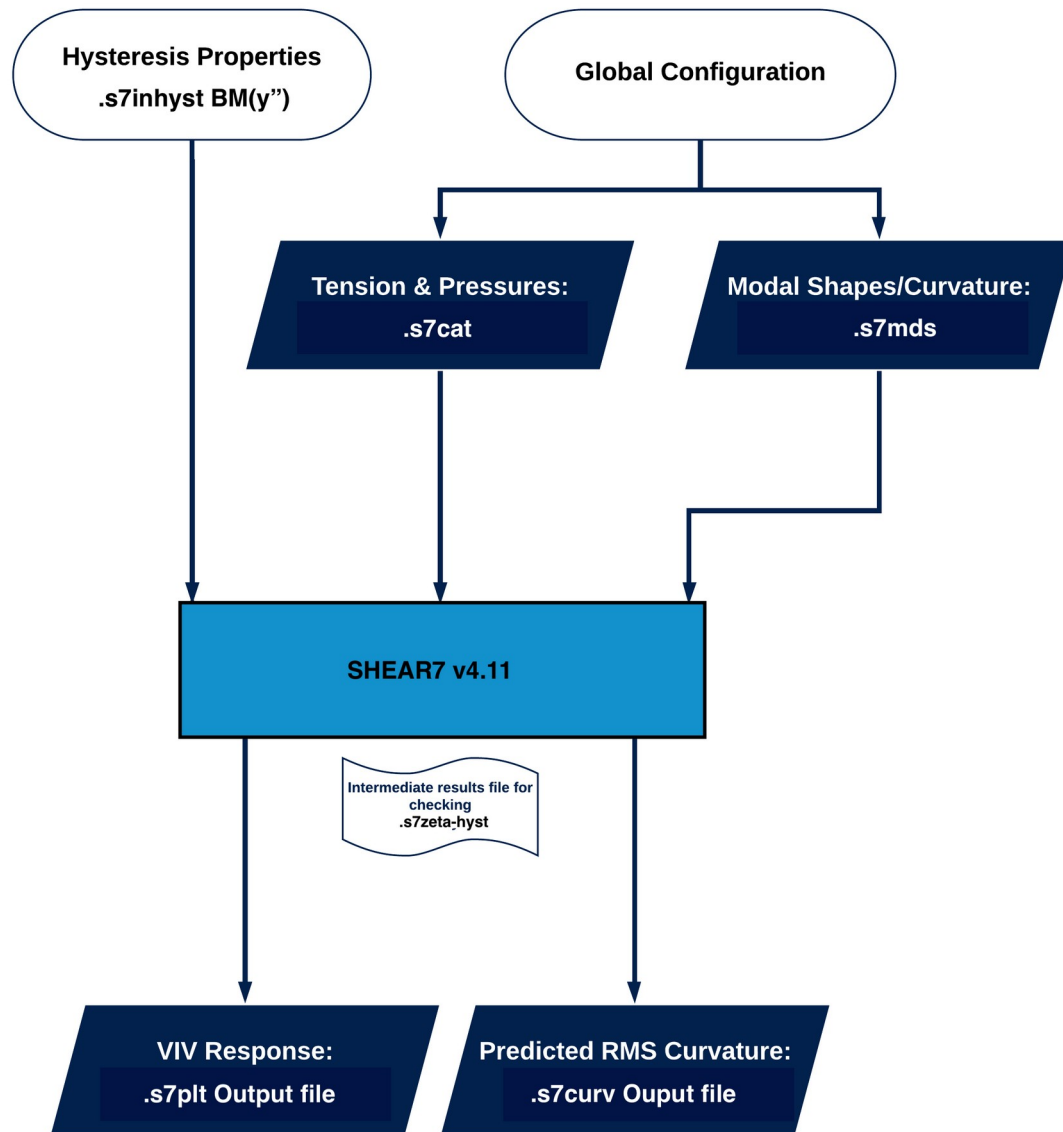 Hysteresis Properties
.s7inhyst BM(y”)
Global Configuration
Tension & Pressures:
.s7cat
Modal Shapes/Curvature:
.s7mds
SHEAR7 v4.11
Intermediate results file for
checking
.s7zeta-hyst
VIV Response:
.s7plt Output file
Predicted RMS Curvature:
.s7curv Ouput file